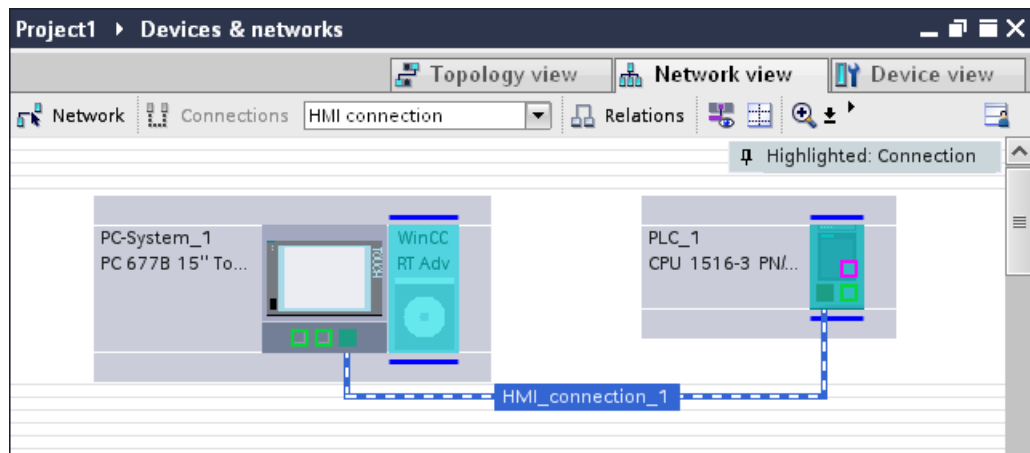 Project1 ▸ Devices & networks
Topology view Network view Device view
Network Connections HMI connection Relations
Highlighted: Connection
PC-System_1
PC 677B 15'' To...
TOUCH
WinCC
RT Adv
PLC_1
CPU 1516-3 PN/...
HMI_connection_1